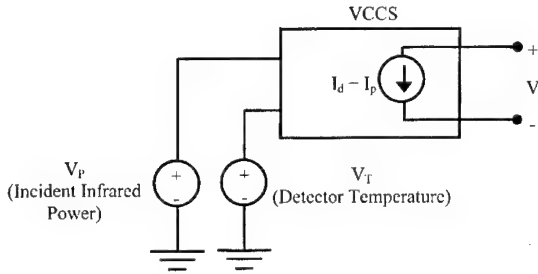 VCCS
I_d – I_p
+
V
-
V_P
(Incident Infrared
Power)
+
-
+
-
V_T
(Detector Temperature)